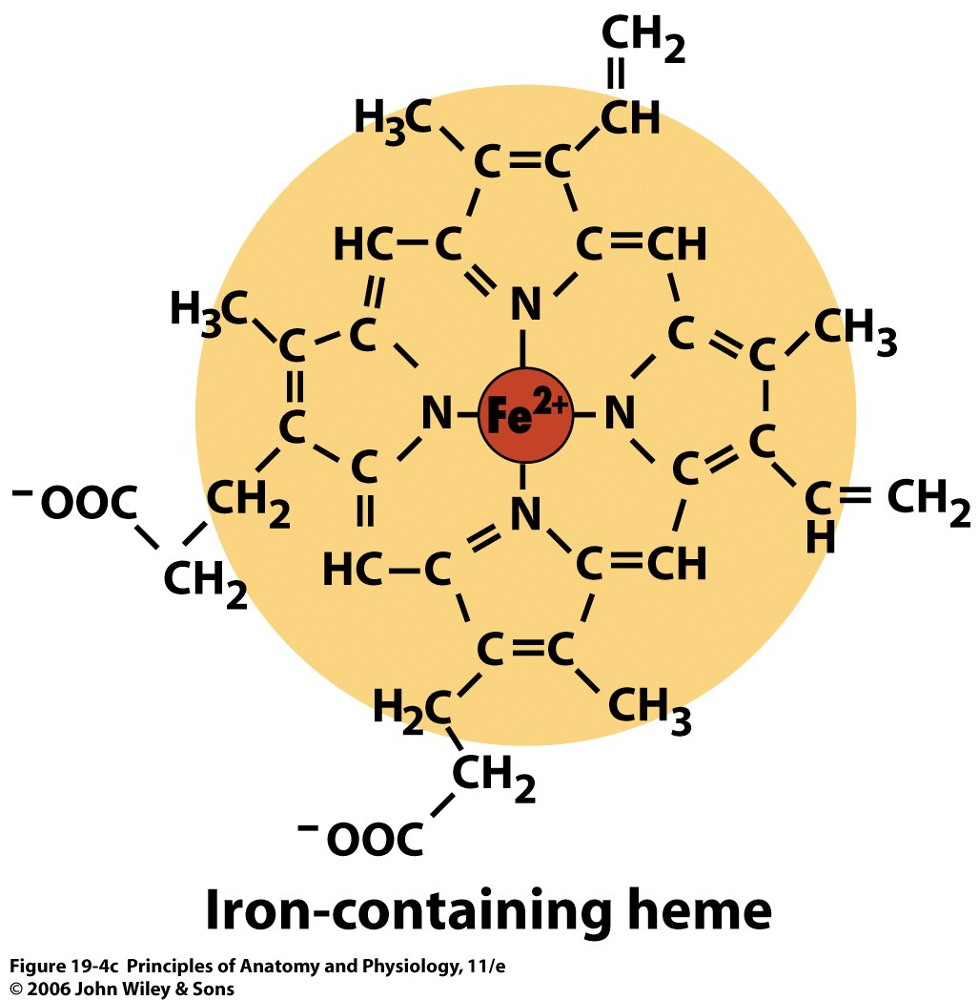 CH2
H3C CH
C=C
HC–C C=CH
N
H3C C C C C CH3
N Fe2+ N
C C C C
⁻OOC CH2 C= CH2
N H
CH2 HC–C C=CH
C=C
H2C CH3
CH2
⁻OOC
Iron-containing heme
Figure 19-4c Principles of Anatomy and Physiology, 11/e
© 2006 John Wiley & Sons